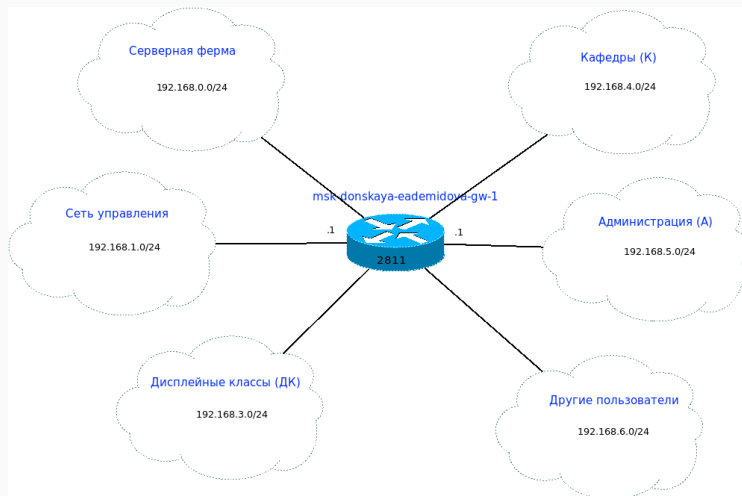 Серверная ферма
192.168.0.0/24
Кафедры (К)
192.168.4.0/24
msk-donskaya-eademidova-gw-1
Сеть управления
192.168.1.0/24
.1
.1
2811
Администрация (А)
192.168.5.0/24
Дисплейные классы (ДК)
192.168.3.0/24
Другие пользователи
192.168.6.0/24